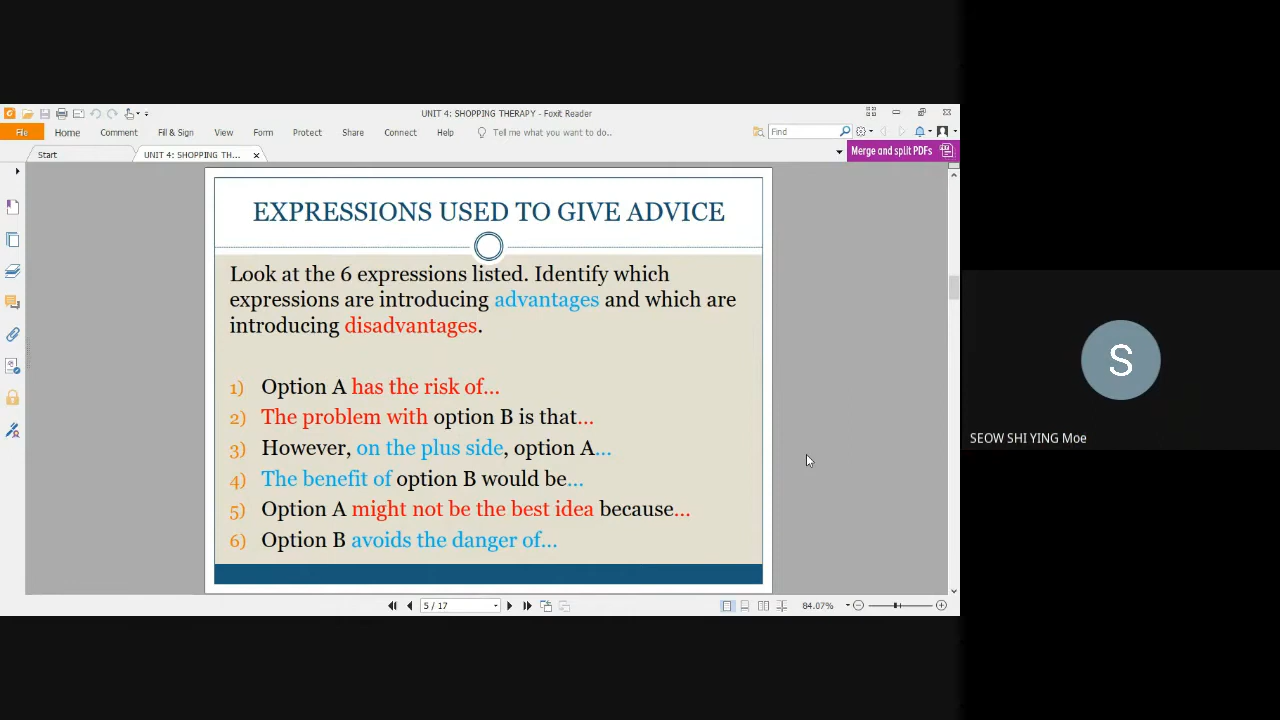 UNIT 4: SHOPPING THERAPY - Foxit Reader
File Home Comment Fill & Sign View Form Protect Share Connect Help Tell me what you want to do.. Find
Start UNIT 4: SHOPPING TH... Merge and split PDFs
EXPRESSIONS USED TO GIVE ADVICE
Look at the 6 expressions listed. Identify which
expressions are introducing advantages and which are
introducing disadvantages.
1) Option A has the risk of...
2) The problem with option B is that...
3) However, on the plus side, option A...
4) The benefit of option B would be...
5) Option A might not be the best idea because...
6) Option B avoids the danger of...
5 / 17 84.07%
S
SEOW SHI YING Moe